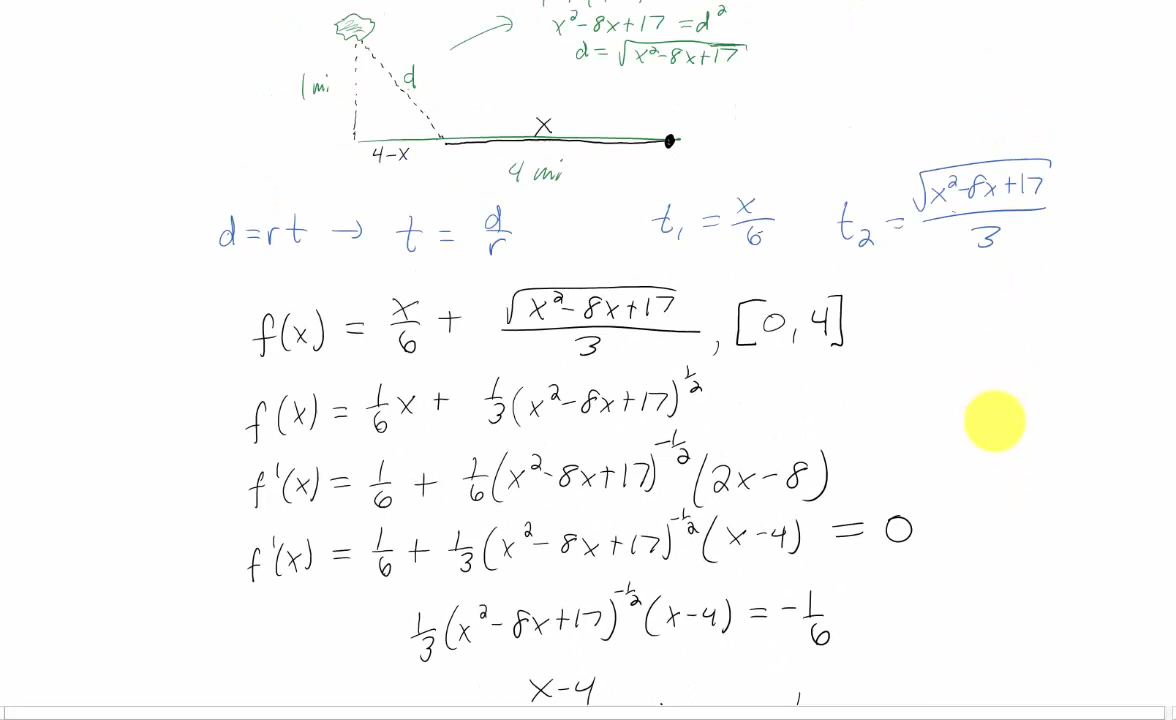 x²-8x+17 = d²
d = √(x²-8x+17)
1 mi
d
x
4-x
4 mi
d = rt → t = d/r
t₁ = x/6
t₂ = √(x²-8x+17)/3
f(x) = x/6 + √(x²-8x+17)/3, [0, 4]
f(x) = 1/6 x + 1/3 (x²-8x+17)^(1/2)
f'(x) = 1/6 + 1/6 (x²-8x+17)^(-1/2) (2x-8)
f'(x) = 1/6 + 1/3 (x²-8x+17)^(-1/2) (x-4) = 0
1/3 (x²-8x+17)^(-1/2) (x-4) = -1/6
x-4